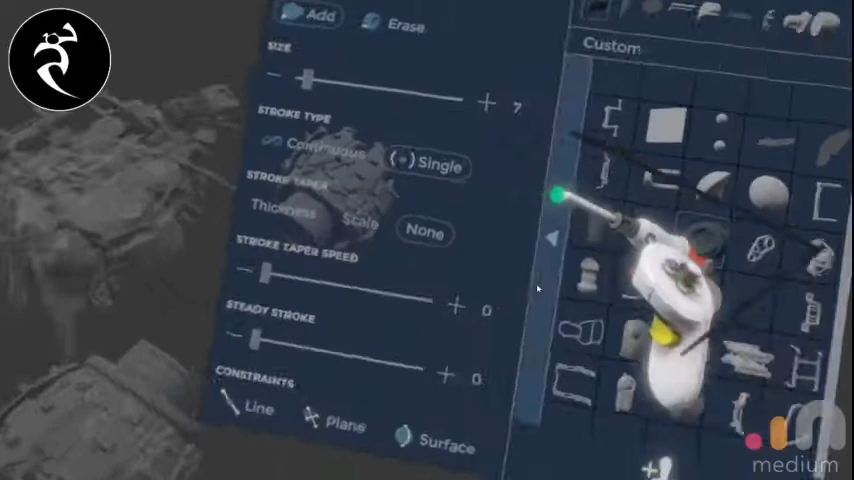 Add
Erase
SIZE
7
STROKE TYPE
Continuous
Single
STROKE TAPER
Thickness
Scale
None
STROKE TAPER SPEED
0
STEADY STROKE
0
CONSTRAINTS
Line
Plane
Surface
Custom
medium